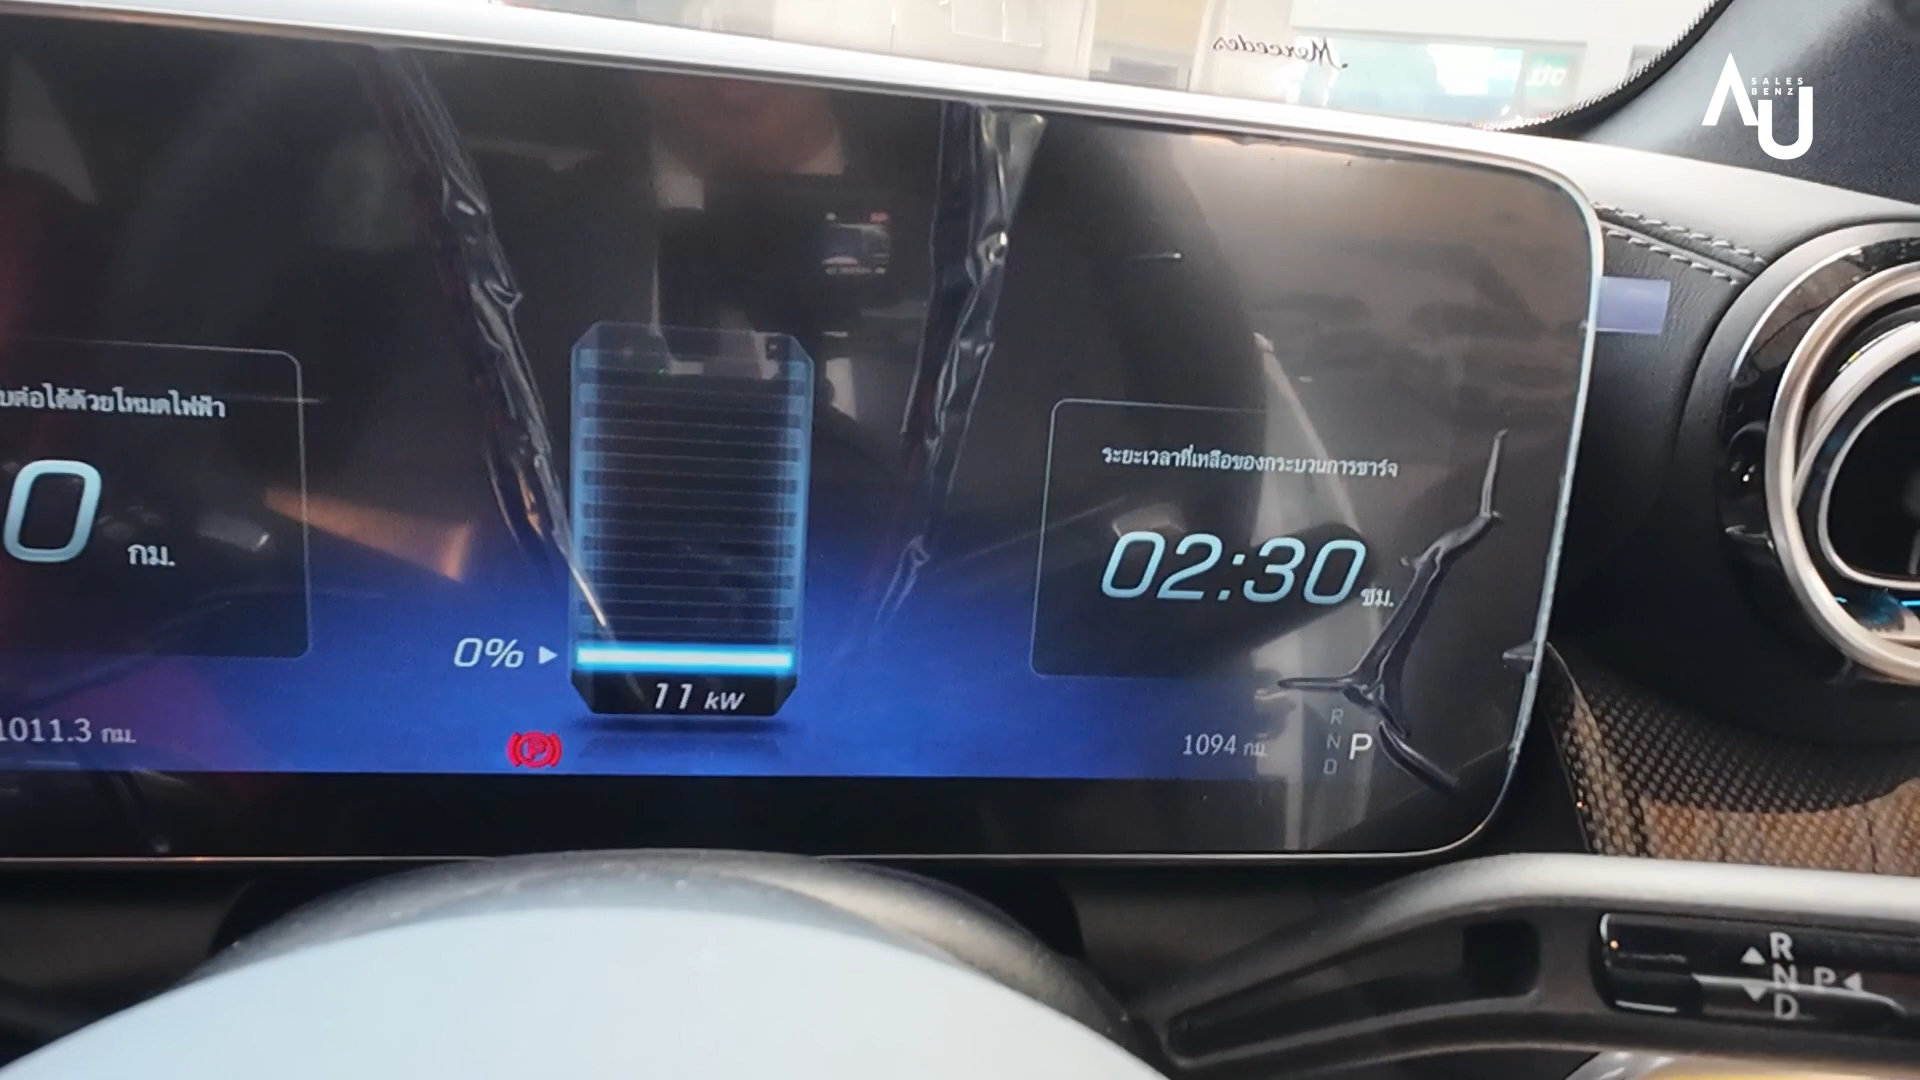 Mercedes
SALES
BENZ
AU
บต่อได้ด้วยโหมดไฟฟ้า
0 กม.
ระยะเวลาที่เหลือของกระบวนการชาร์จ
02:30 ชม.
0%
11 kW
1011.3 กม.
1094 กม.
R
N P
D
R
N P
D